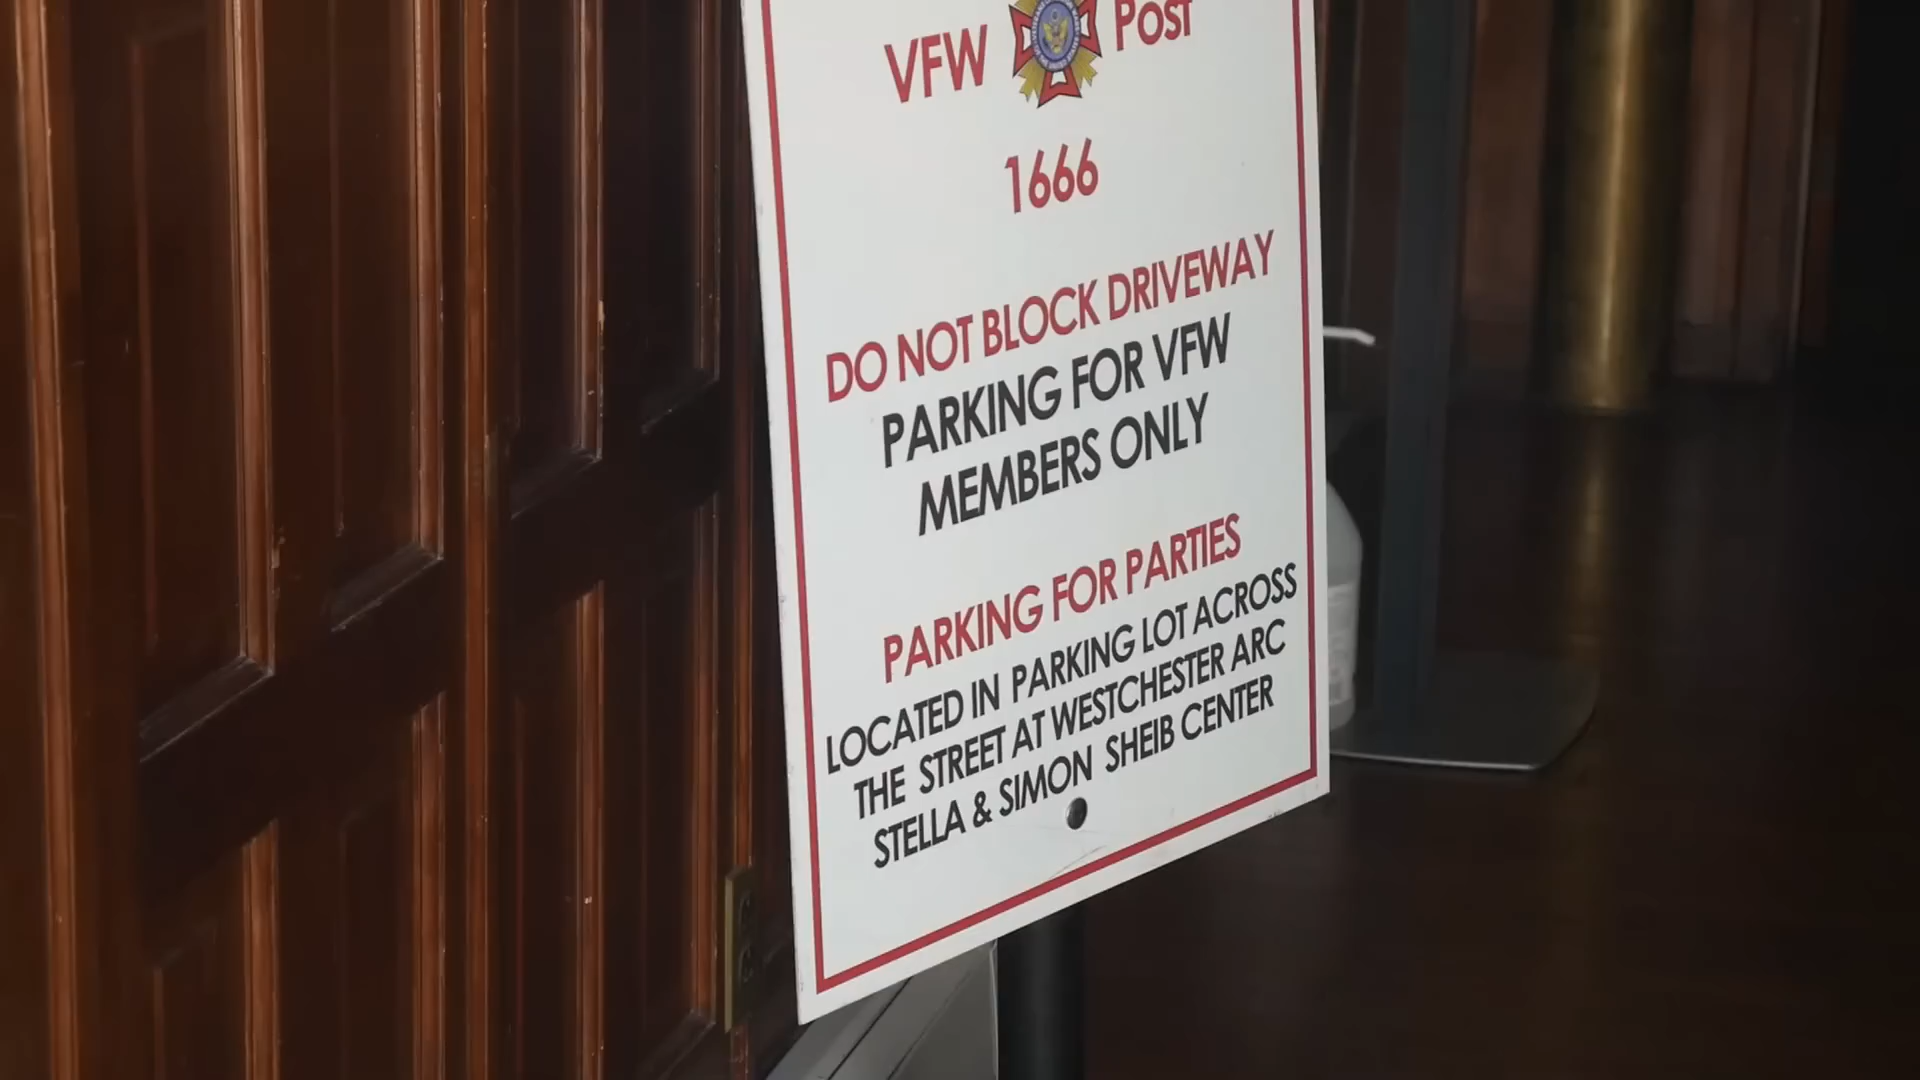 VFW Post
1666
DO NOT BLOCK DRIVEWAY
PARKING FOR VFW
MEMBERS ONLY
PARKING FOR PARTIES
LOCATED IN PARKING LOT ACROSS
THE STREET AT WESTCHESTER ARC
STELLA & SIMON SHEIB CENTER